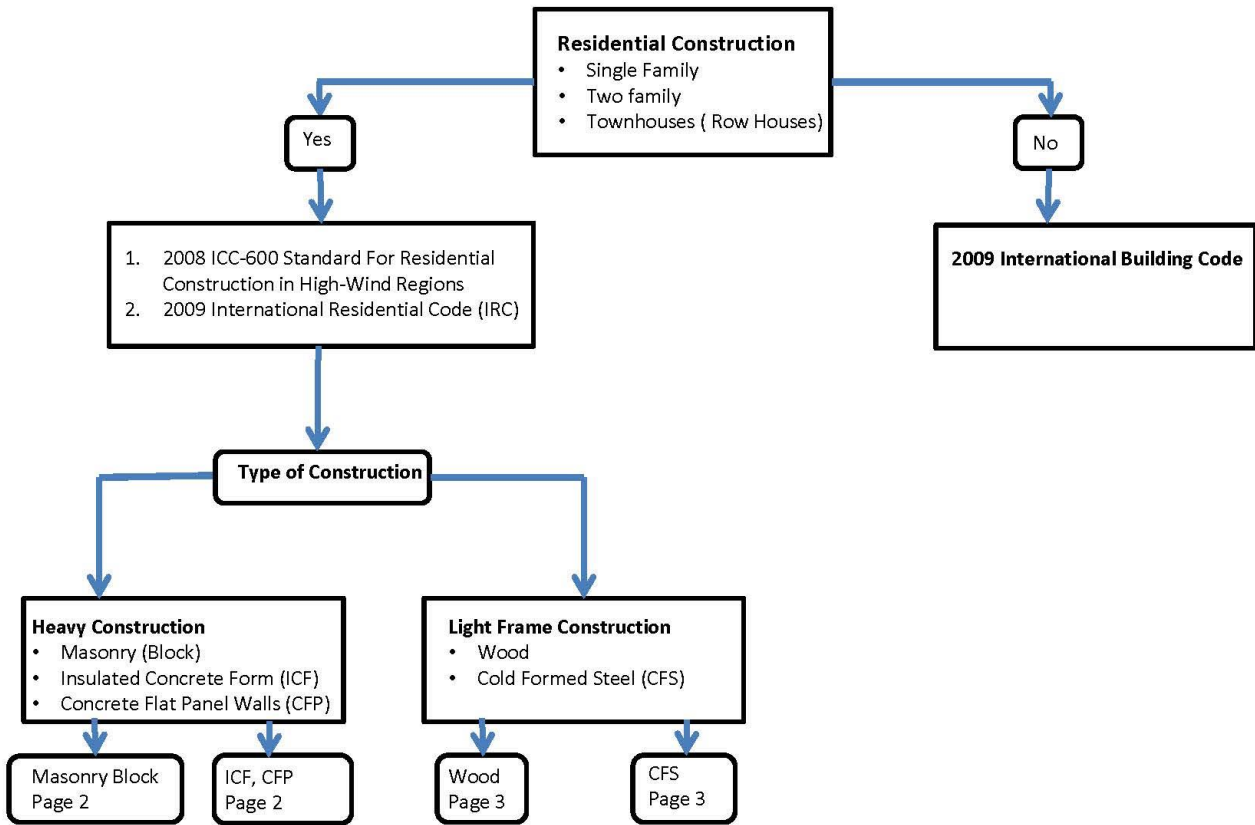 Residential Construction
• Single Family
• Two family
• Townhouses ( Row Houses)
Yes
No
1. 2008 ICC-600 Standard For Residential
Construction in High-Wind Regions
2. 2009 International Residential Code (IRC)
2009 International Building Code
Type of Construction
Heavy Construction
• Masonry (Block)
• Insulated Concrete Form (ICF)
• Concrete Flat Panel Walls (CFP)
Light Frame Construction
• Wood
• Cold Formed Steel (CFS)
Masonry Block
Page 2
ICF, CFP
Page 2
Wood
Page 3
CFS
Page 3